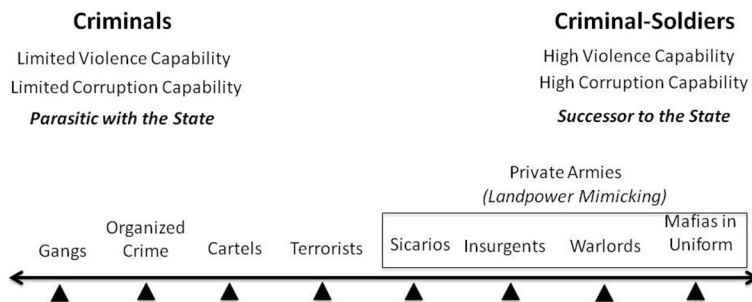 Criminals
Limited Violence Capability
Limited Corruption Capability
Parasitic with the State
Criminal-Soldiers
High Violence Capability
High Corruption Capability
Successor to the State
Private Armies
(Landpower Mimicking)
Gangs
Organized
Crime
Cartels
Terrorists
Sicarios
Insurgents
Warlords
Mafias in
Uniform